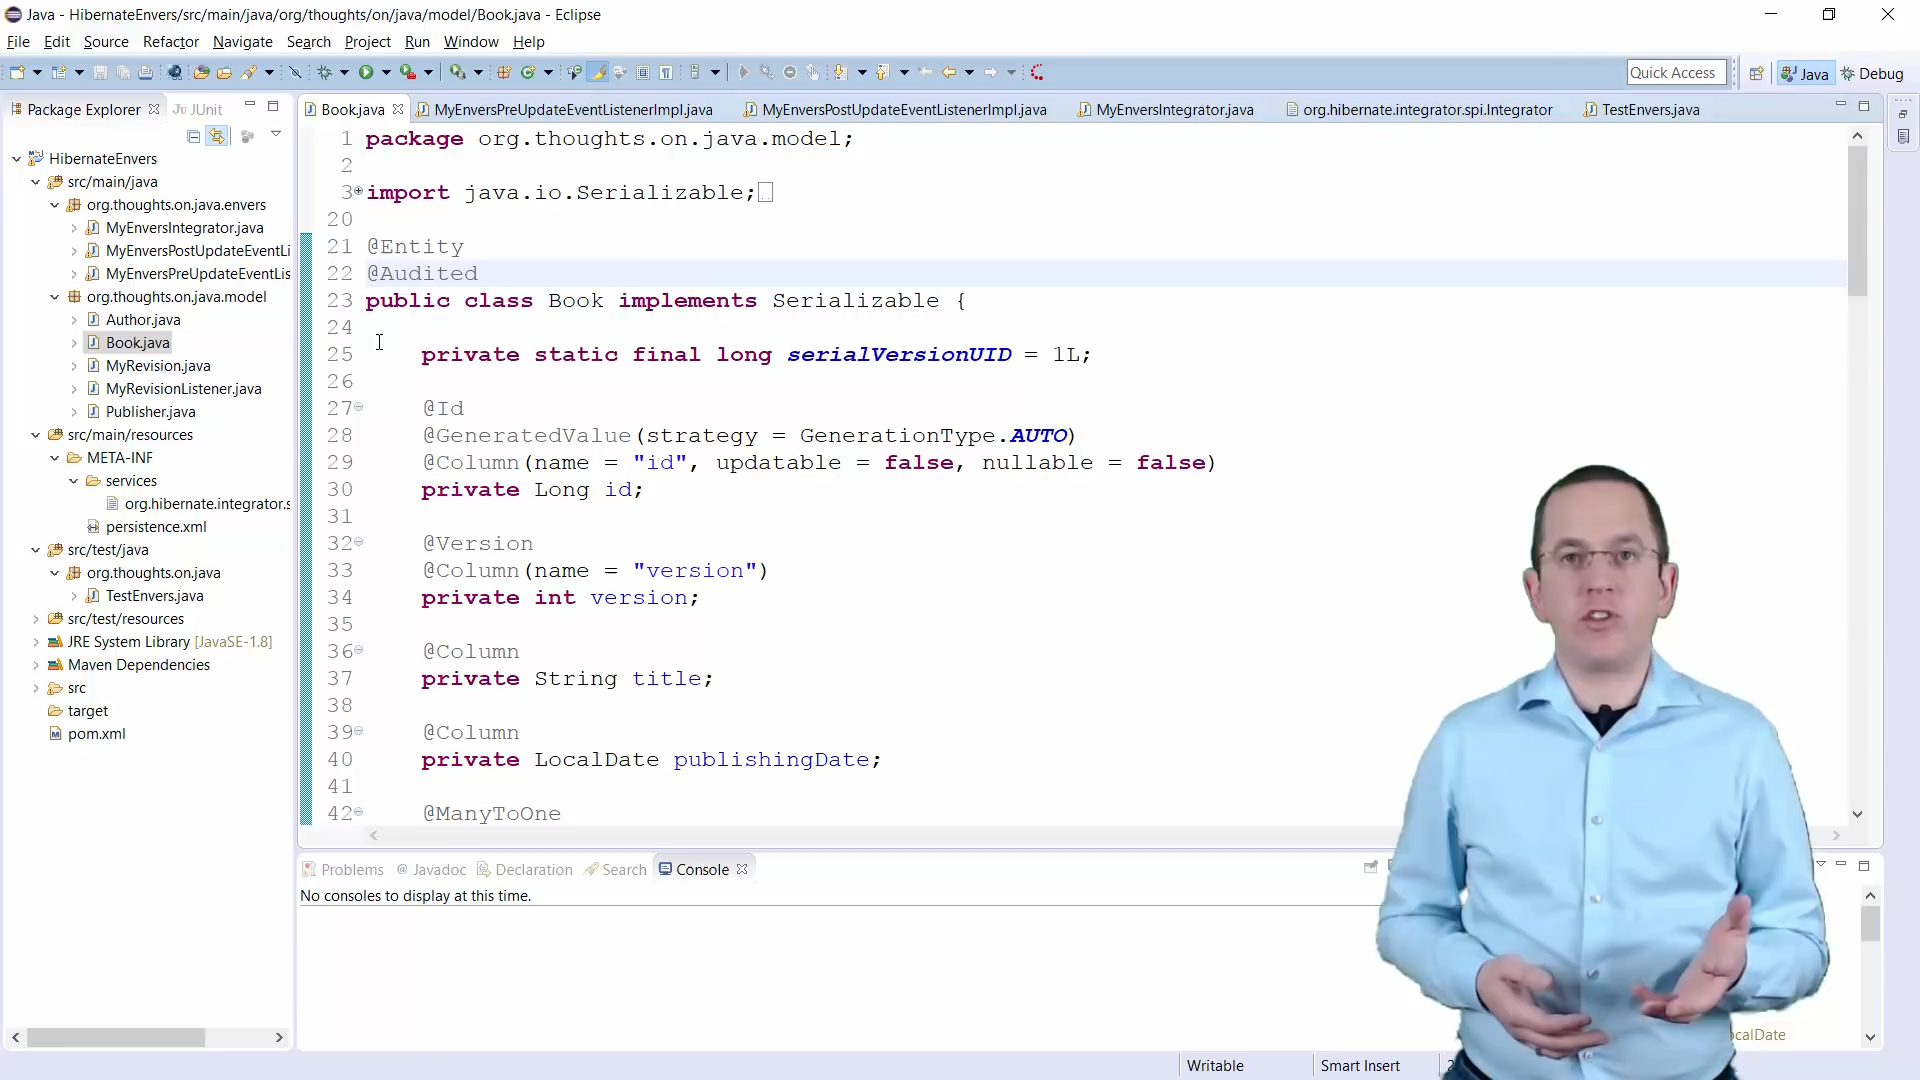 Java - HibernateEnvers/src/main/java/org/thoughts/on/java/model/Book.java - Eclipse
File Edit Source Refactor Navigate Search Project Run Window Help
Quick Access Java Debug
Package Explorer JUnit
HibernateEnvers
src/main/java
org.thoughts.on.java.envers
MyEnversIntegrator.java
MyEnversPostUpdateEventLi
MyEnversPreUpdateEventLis
org.thoughts.on.java.model
Author.java
Book.java
MyRevision.java
MyRevisionListener.java
Publisher.java
src/main/resources
META-INF
services
org.hibernate.integrator.s
persistence.xml
src/test/java
org.thoughts.on.java
TestEnvers.java
src/test/resources
JRE System Library [JavaSE-1.8]
Maven Dependencies
src
target
pom.xml
Book.java MyEnversPreUpdateEventListenerImpl.java MyEnversPostUpdateEventListenerImpl.java MyEnversIntegrator.java org.hibernate.integrator.spi.Integrator TestEnvers.java
1 package org.thoughts.on.java.model;
2
3 import java.io.Serializable;
20
21 @Entity
22 @Audited
23 public class Book implements Serializable {
24
25 private static final long serialVersionUID = 1L;
26
27 @Id
28 @GeneratedValue(strategy = GenerationType.AUTO)
29 @Column(name = "id", updatable = false, nullable = false)
30 private Long id;
31
32 @Version
33 @Column(name = "version")
34 private int version;
35
36 @Column
37 private String title;
38
39 @Column
40 private LocalDate publishingDate;
41
42 @ManyToOne
Problems @ Javadoc Declaration Search Console
No consoles to display at this time.
Writable Smart Insert